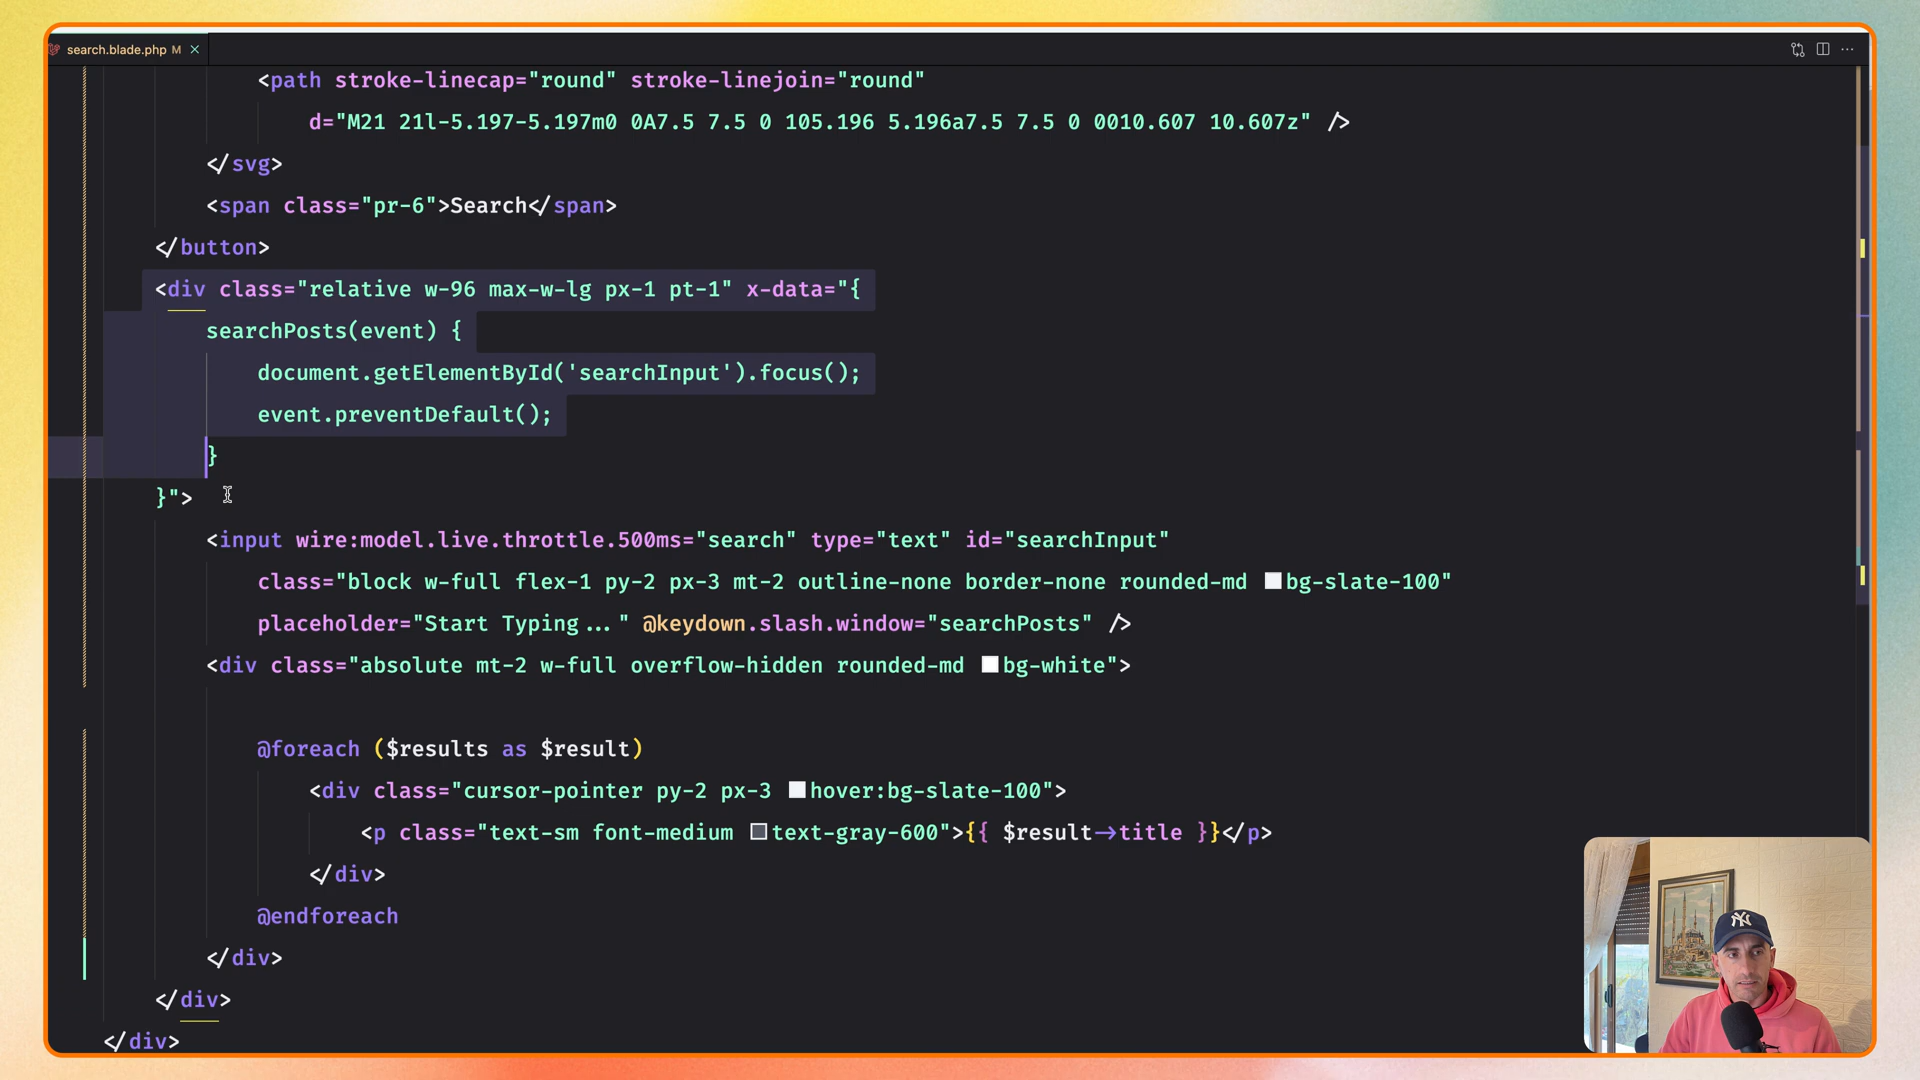 search.blade.php M
<path stroke-linecap="round" stroke-linejoin="round"
d="M21 21l-5.197-5.197m0 0A7.5 7.5 0 105.196 5.196a7.5 7.5 0 0010.607 10.607z" />
</svg>
<span class="pr-6">Search</span>
</button>
<div class="relative w-96 max-w-lg px-1 pt-1" x-data="{
searchPosts(event) {
document.getElementById('searchInput').focus();
event.preventDefault();
}
}">
<input wire:model.live.throttle.500ms="search" type="text" id="searchInput"
class="block w-full flex-1 py-2 px-3 mt-2 outline-none border-none rounded-md bg-slate-100"
placeholder="Start Typing..." @keydown.slash.window="searchPosts" />
<div class="absolute mt-2 w-full overflow-hidden rounded-md bg-white">
@foreach ($results as $result)
<div class="cursor-pointer py-2 px-3 hover:bg-slate-100">
<p class="text-sm font-medium text-gray-600">{{ $result->title }}</p>
</div>
@endforeach
</div>
</div>
</div>